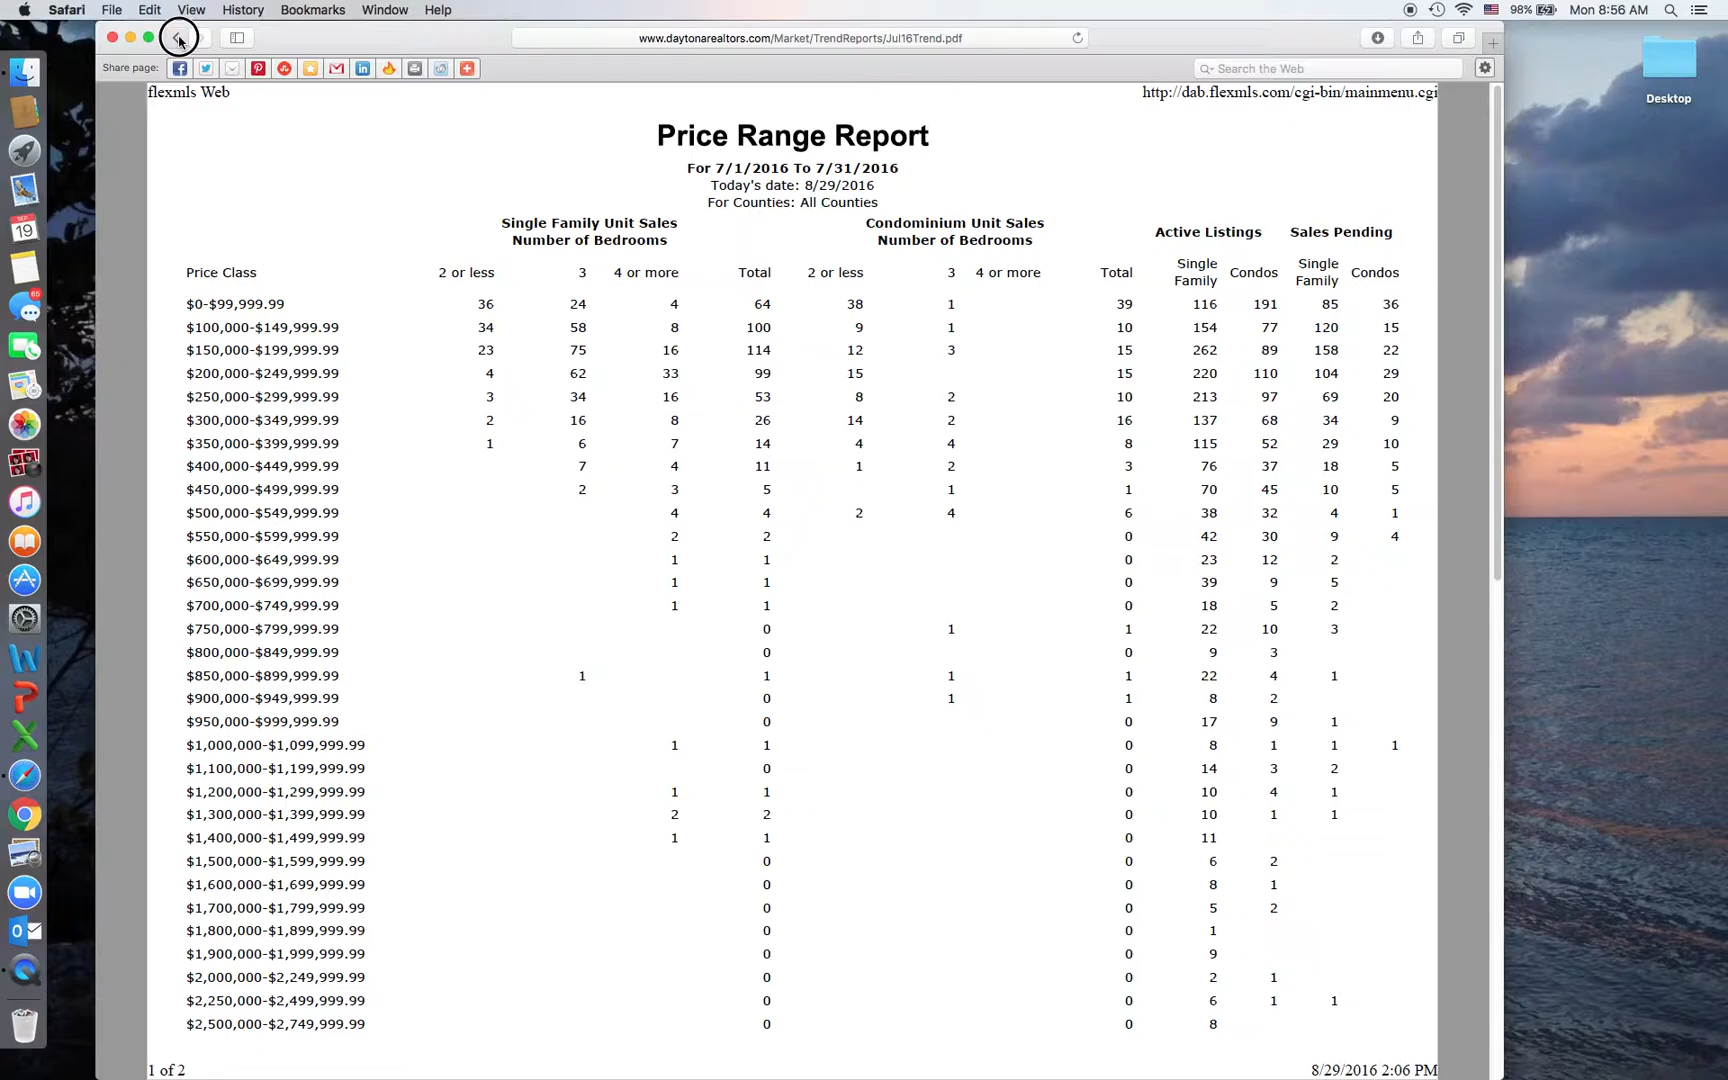 Safari File Edit View History Bookmarks Window Help 98% Mon 8:56 AM
www.daytonarealtors.com/Market/TrendReports/Jul16Trend.pdf
Share page: Search the Web
Desktop
SEP
19
65
flexmls Web http://dab.flexmls.com/cgi-bin/mainmenu.cgi
Price Range Report
For 7/1/2016 To 7/31/2016
Today's date: 8/29/2016
For Counties: All Counties
Single Family Unit Sales Condominium Unit Sales
Number of Bedrooms Number of Bedrooms Active Listings Sales Pending
Price Class 2 or less 3 4 or more Total 2 or less 3 4 or more Total Single Family Condos Single Family Condos
$0-$99,999.99 36 24 4 64 38 1 39 116 191 85 36
$100,000-$149,999.99 34 58 8 100 9 1 10 154 77 120 15
$150,000-$199,999.99 23 75 16 114 12 3 15 262 89 158 22
$200,000-$249,999.99 4 62 33 99 15 15 220 110 104 29
$250,000-$299,999.99 3 34 16 53 8 2 10 213 97 69 20
$300,000-$349,999.99 2 16 8 26 14 2 16 137 68 34 9
$350,000-$399,999.99 1 6 7 14 4 4 8 115 52 29 10
$400,000-$449,999.99 7 4 11 1 2 3 76 37 18 5
$450,000-$499,999.99 2 3 5 1 1 70 45 10 5
$500,000-$549,999.99 4 4 2 4 6 38 32 4 1
$550,000-$599,999.99 2 2 0 42 30 9 4
$600,000-$649,999.99 1 1 0 23 12 2
$650,000-$699,999.99 1 1 0 39 9 5
$700,000-$749,999.99 1 1 0 18 5 2
$750,000-$799,999.99 0 1 1 22 10 3
$800,000-$849,999.99 0 0 9 3
$850,000-$899,999.99 1 1 1 1 22 4 1
$900,000-$949,999.99 0 1 1 8 2
$950,000-$999,999.99 0 0 17 9 1
$1,000,000-$1,099,999.99 1 1 0 8 1 1 1
$1,100,000-$1,199,999.99 0 0 14 3 2
$1,200,000-$1,299,999.99 1 1 0 10 4 1
$1,300,000-$1,399,999.99 2 2 0 10 1 1
$1,400,000-$1,499,999.99 1 1 0 11
$1,500,000-$1,599,999.99 0 0 6 2
$1,600,000-$1,699,999.99 0 0 8 1
$1,700,000-$1,799,999.99 0 0 5 2
$1,800,000-$1,899,999.99 0 0 1
$1,900,000-$1,999,999.99 0 0 9
$2,000,000-$2,249,999.99 0 0 2 1
$2,250,000-$2,499,999.99 0 0 6 1 1
$2,500,000-$2,749,999.99 0 0 8
1 of 2 8/29/2016 2:06 PM